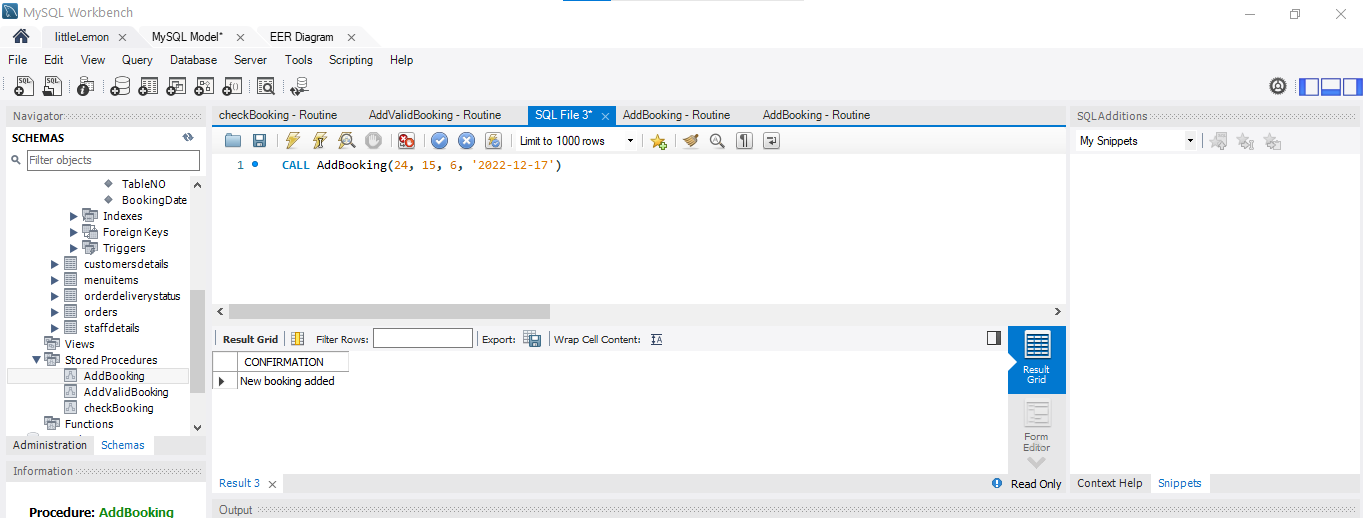 MySQL Workbench
littleLemon
MySQL Model*
EER Diagram
File Edit View Query Database Server Tools Scripting Help
Navigator
SCHEMAS
Filter objects
TableNO
BookingDate
Indexes
Foreign Keys
Triggers
customersdetails
menuitems
orderdeliverystatus
orders
staffdetails
Views
Stored Procedures
AddBooking
AddValidBooking
checkBooking
Functions
Administration Schemas
Information
Procedure: AddBooking
checkBooking - Routine
AddValidBooking - Routine
SQL File 3*
AddBooking - Routine
AddBooking - Routine
Limit to 1000 rows
1 CALL AddBooking(24, 15, 6, '2022-12-17')
Result Grid Filter Rows: Export: Wrap Cell Content:
CONFIRMATION
New booking added
Result
Grid
Form
Editor
Result 3
Read Only
Output
SQLAdditions
My Snippets
Context Help Snippets